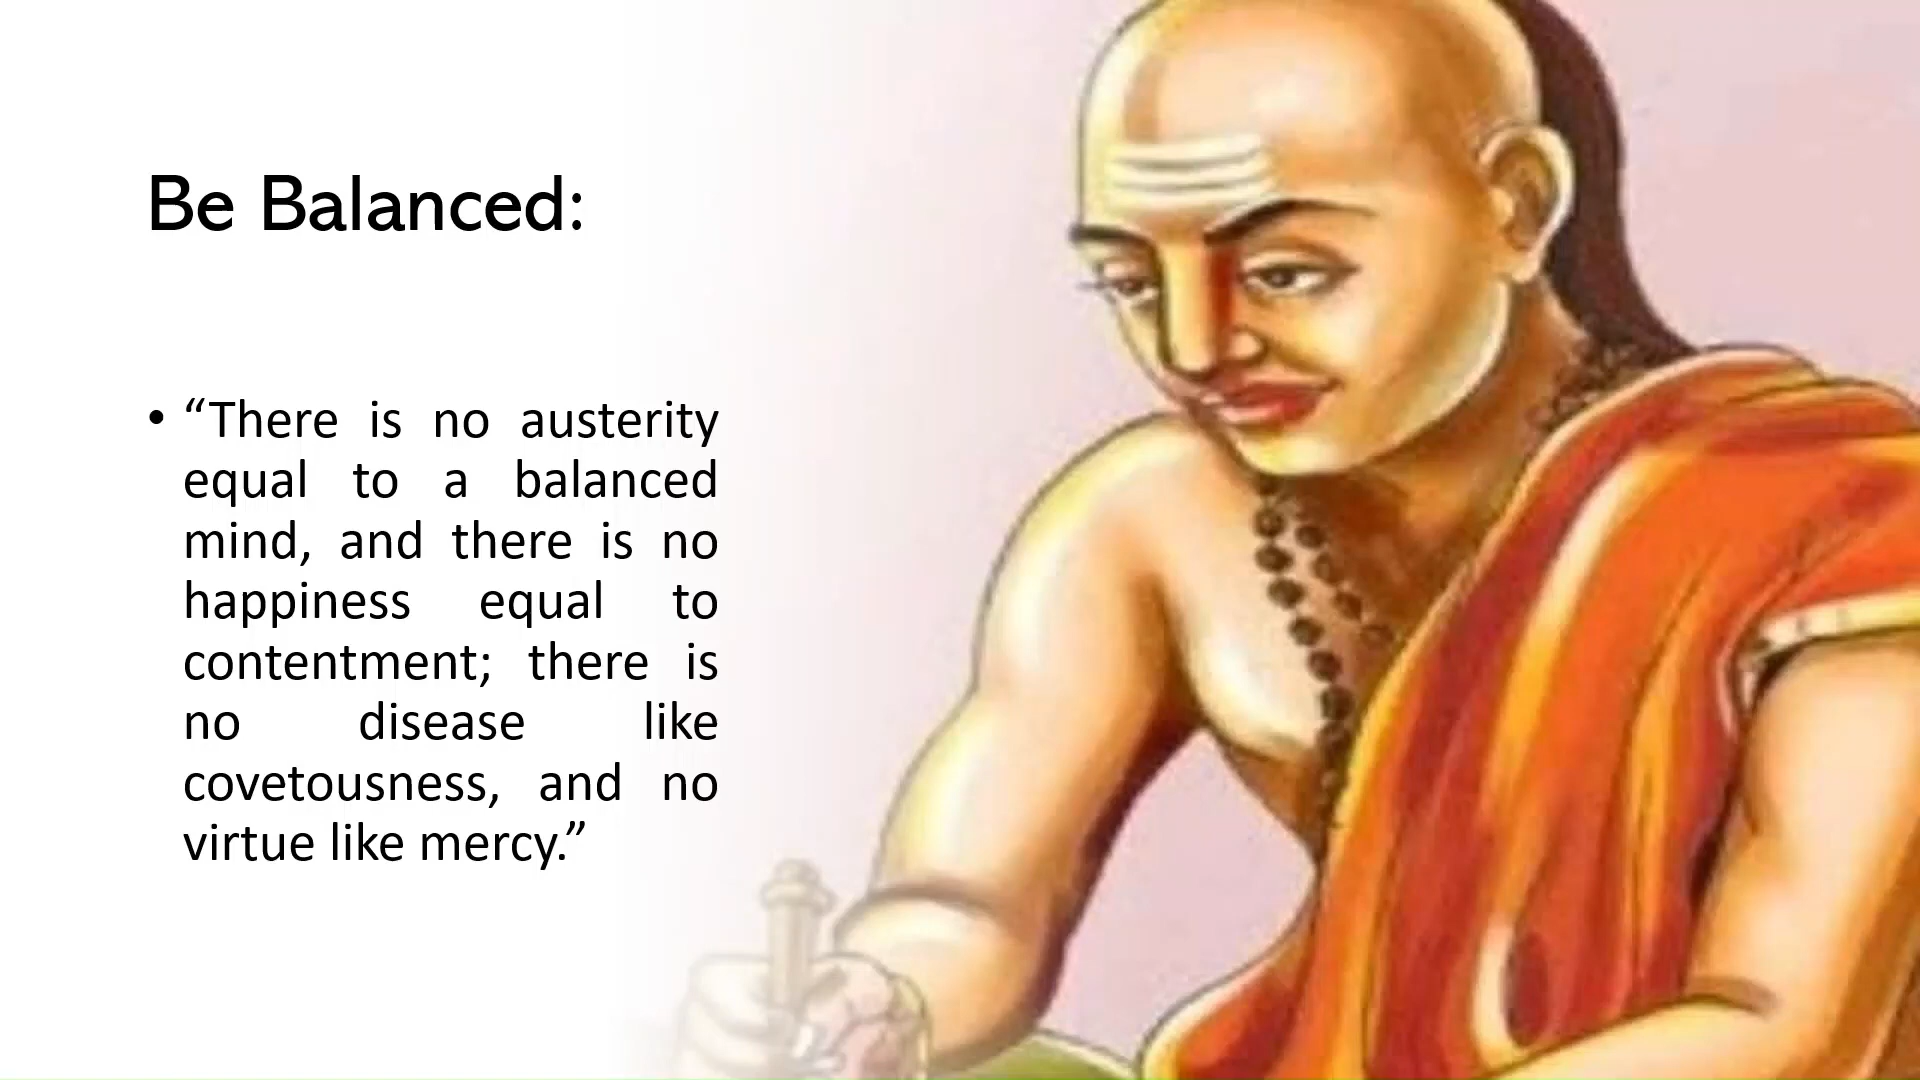 Be Balanced:
• “There is no austerity
equal to a balanced
mind, and there is no
happiness equal to
contentment; there is
no disease like
covetousness, and no
virtue like mercy.”